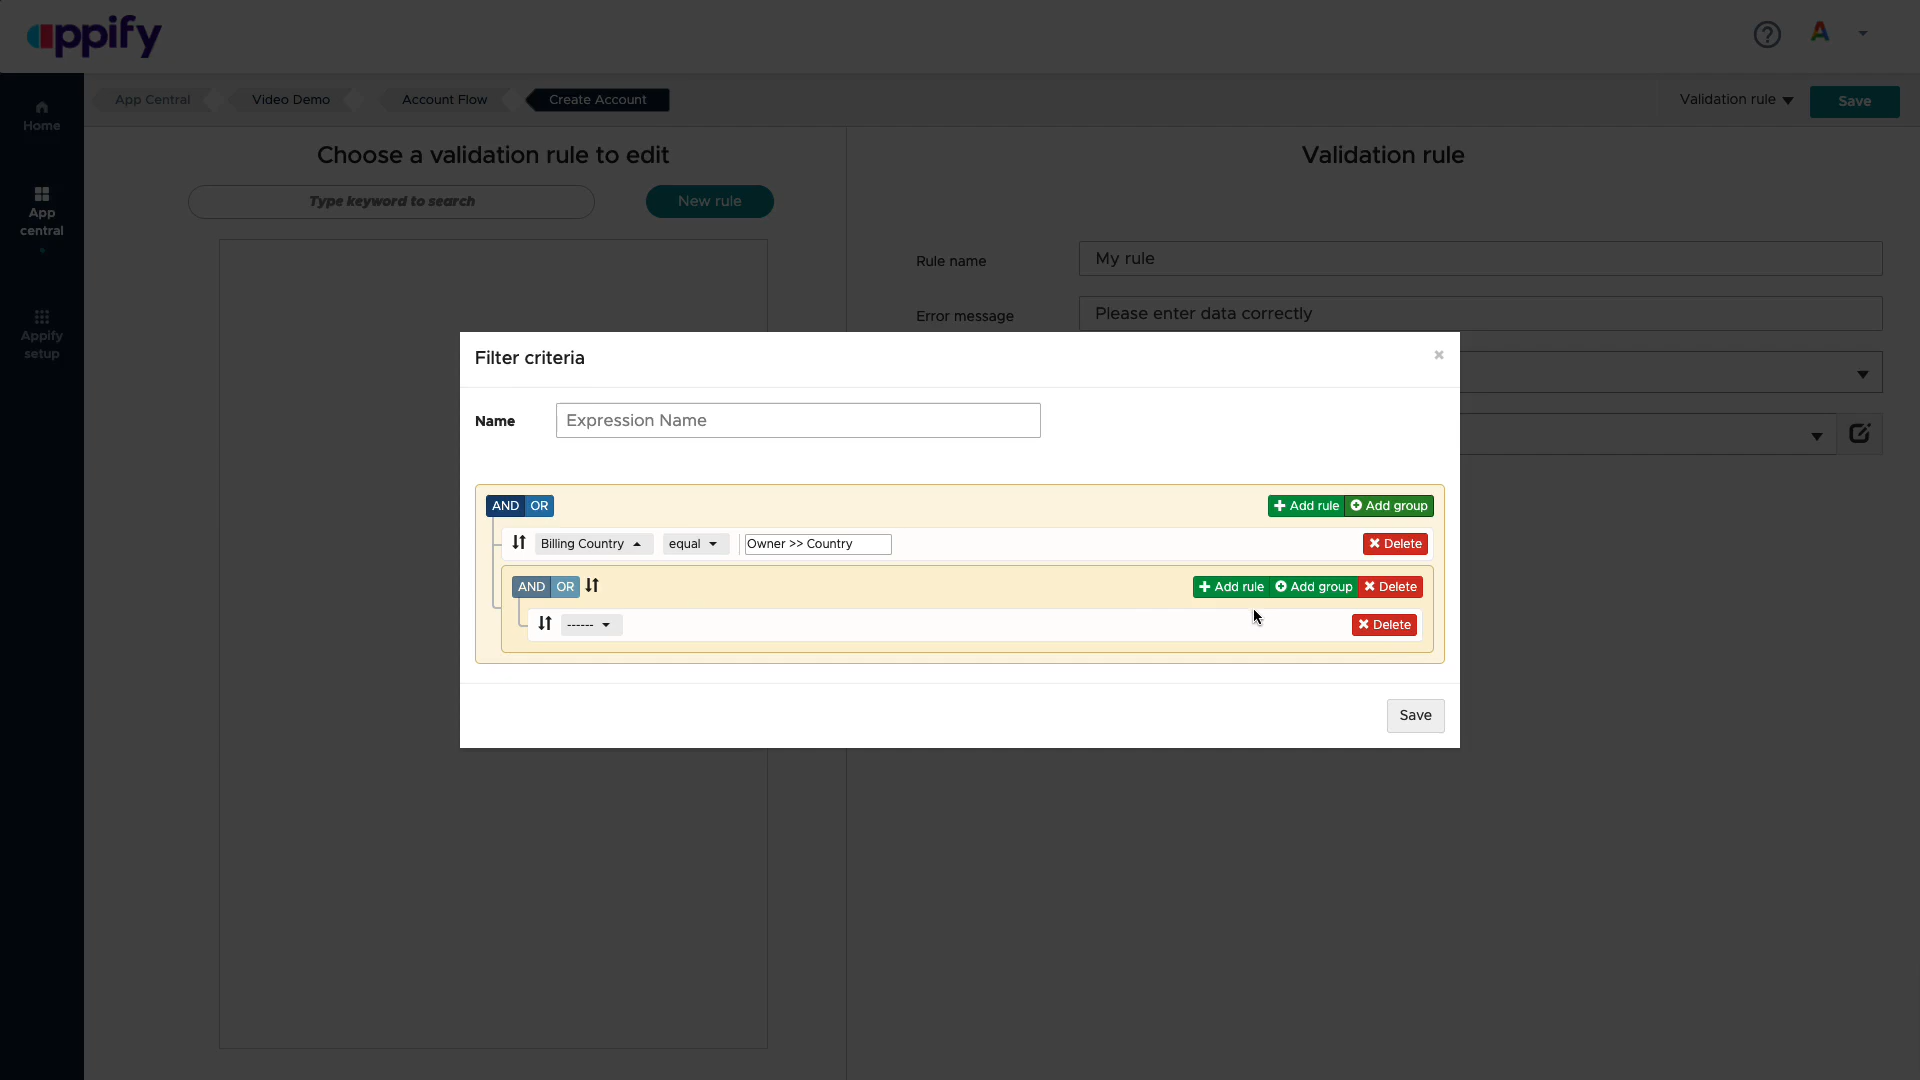 appify
A
App Central
Video Demo
Account Flow
Create Account
Validation rule
Save
Home
App
central
Appify
setup
Choose a validation rule to edit
Type keyword to search
New rule
Validation rule
Rule name
My rule
Error message
Please enter data correctly
Filter criteria
×
Name
Expression Name
AND OR
Add rule Add group
Billing Country equal Owner >> Country Delete
AND OR
Add rule Add group Delete
------ Delete
Save